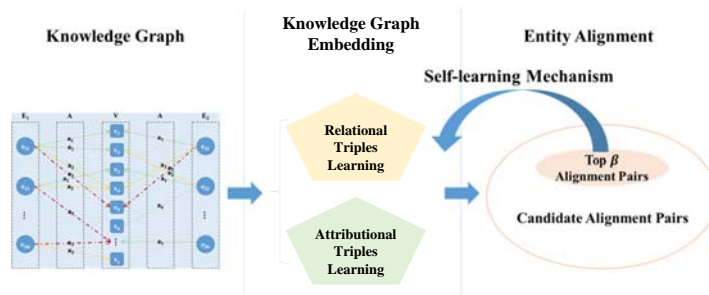 Knowledge Graph
Knowledge Graph
Embedding
Entity Alignment
Self-learning Mechanism
E₁ A V A E₂
Relational
Triples
Learning
Attributional
Triples
Learning
Top β
Alignment Pairs
Candidate Alignment Pairs